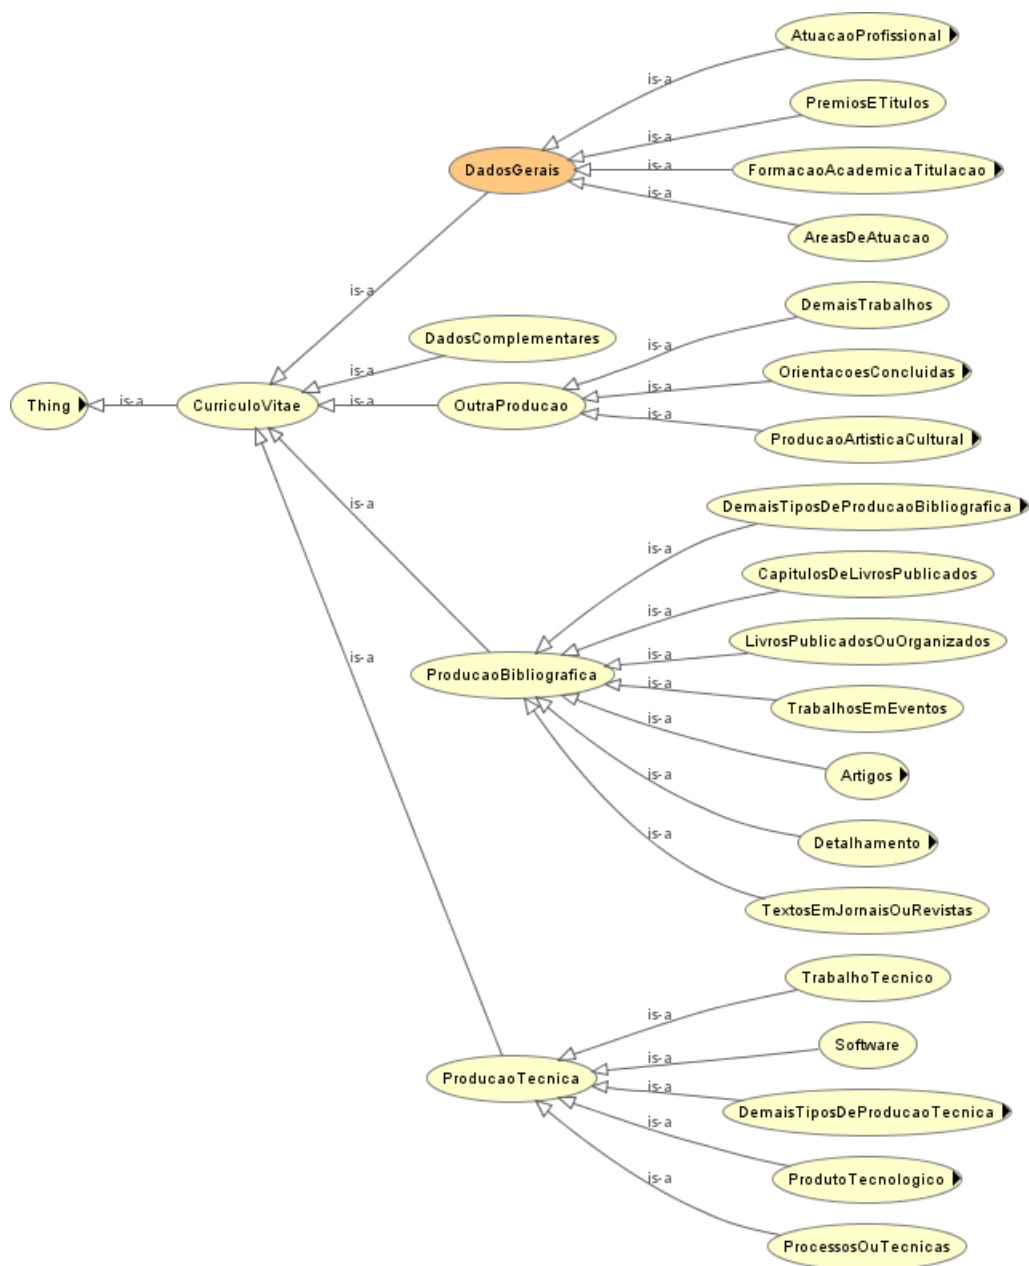 AtuacaoProfissional
is-a
PremiosETitulos
is-a
DadosGerais
is-a
FormacaoAcademicaTitulacao
is-a
AreasDeAtuacao
is-a
DemaisTrabalhos
DadosComplementares
is-a
is-a
OrientacoesConcluidas
is-a
Thing
is-a
CurriculoVitae
is-a
OutraProducao
is-a
ProducaoArtisticaCultural
is-a
DemaisTiposDeProducaoBibliografica
is-a
CapitulosDeLivrosPublicados
is-a
LivrosPublicadosOuOrganizados
is-a
is-a
ProducaoBibliografica
is-a
TrabalhosEmEventos
is-a
Artigos
is-a
Detalhamento
is-a
TextosEmJornaisOuRevistas
TrabalhoTecnico
is-a
Software
is-a
ProducaoTecnica
is-a
DemaisTiposDeProducaoTecnica
is-a
ProdutoTecnologico
is-a
ProcessosOuTecnicas